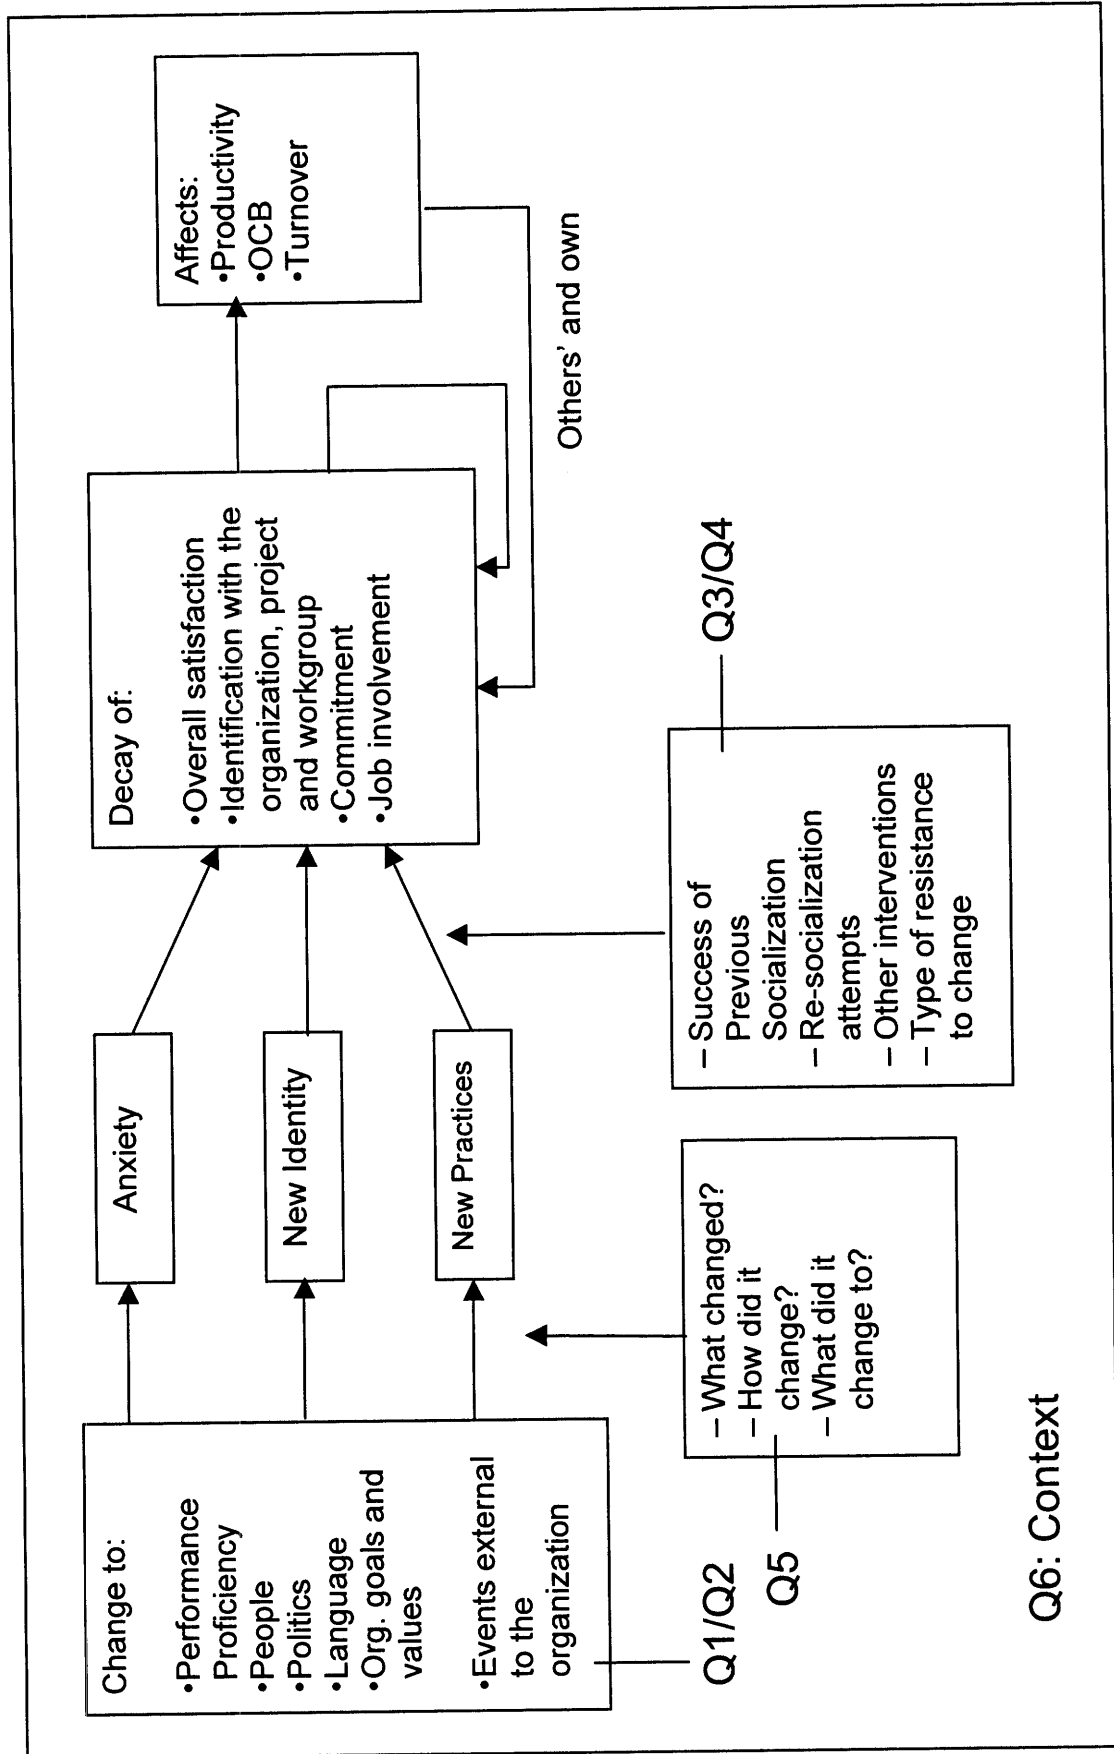 Change to:
•Performance
Proficiency
•People
•Politics
•Language
•Org. goals and
values
•Events external
to the
organization
Q1/Q2
Anxiety
New Identity
New Practices
– What changed?
– How did it
change?
– What did it
change to?
Q5
Decay of:
•Overall satisfaction
•Identification with the
organization, project
and workgroup
•Commitment
•Job involvement
– Success of
Previous
Socialization
– Re-socialization
attempts
– Other interventions
– Type of resistance
to change
Q3/Q4
Affects:
•Productivity
•OCB
•Turnover
Others' and own
Q6: Context